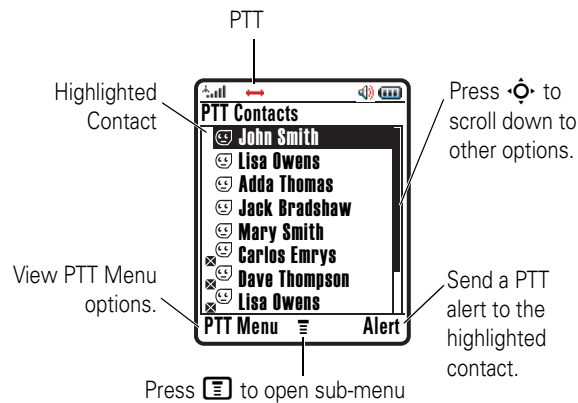 PTT
Highlighted
Contact
PTT Contacts
John Smith
Lisa Owens
Adda Thomas
Jack Bradshaw
Mary Smith
Carlos Emrys
Dave Thompson
Lisa Owens
PTT Menu Alert
Press to
scroll down to
other options.
View PTT Menu
options.
Send a PTT
alert to the
highlighted
contact.
Press to open sub-menu